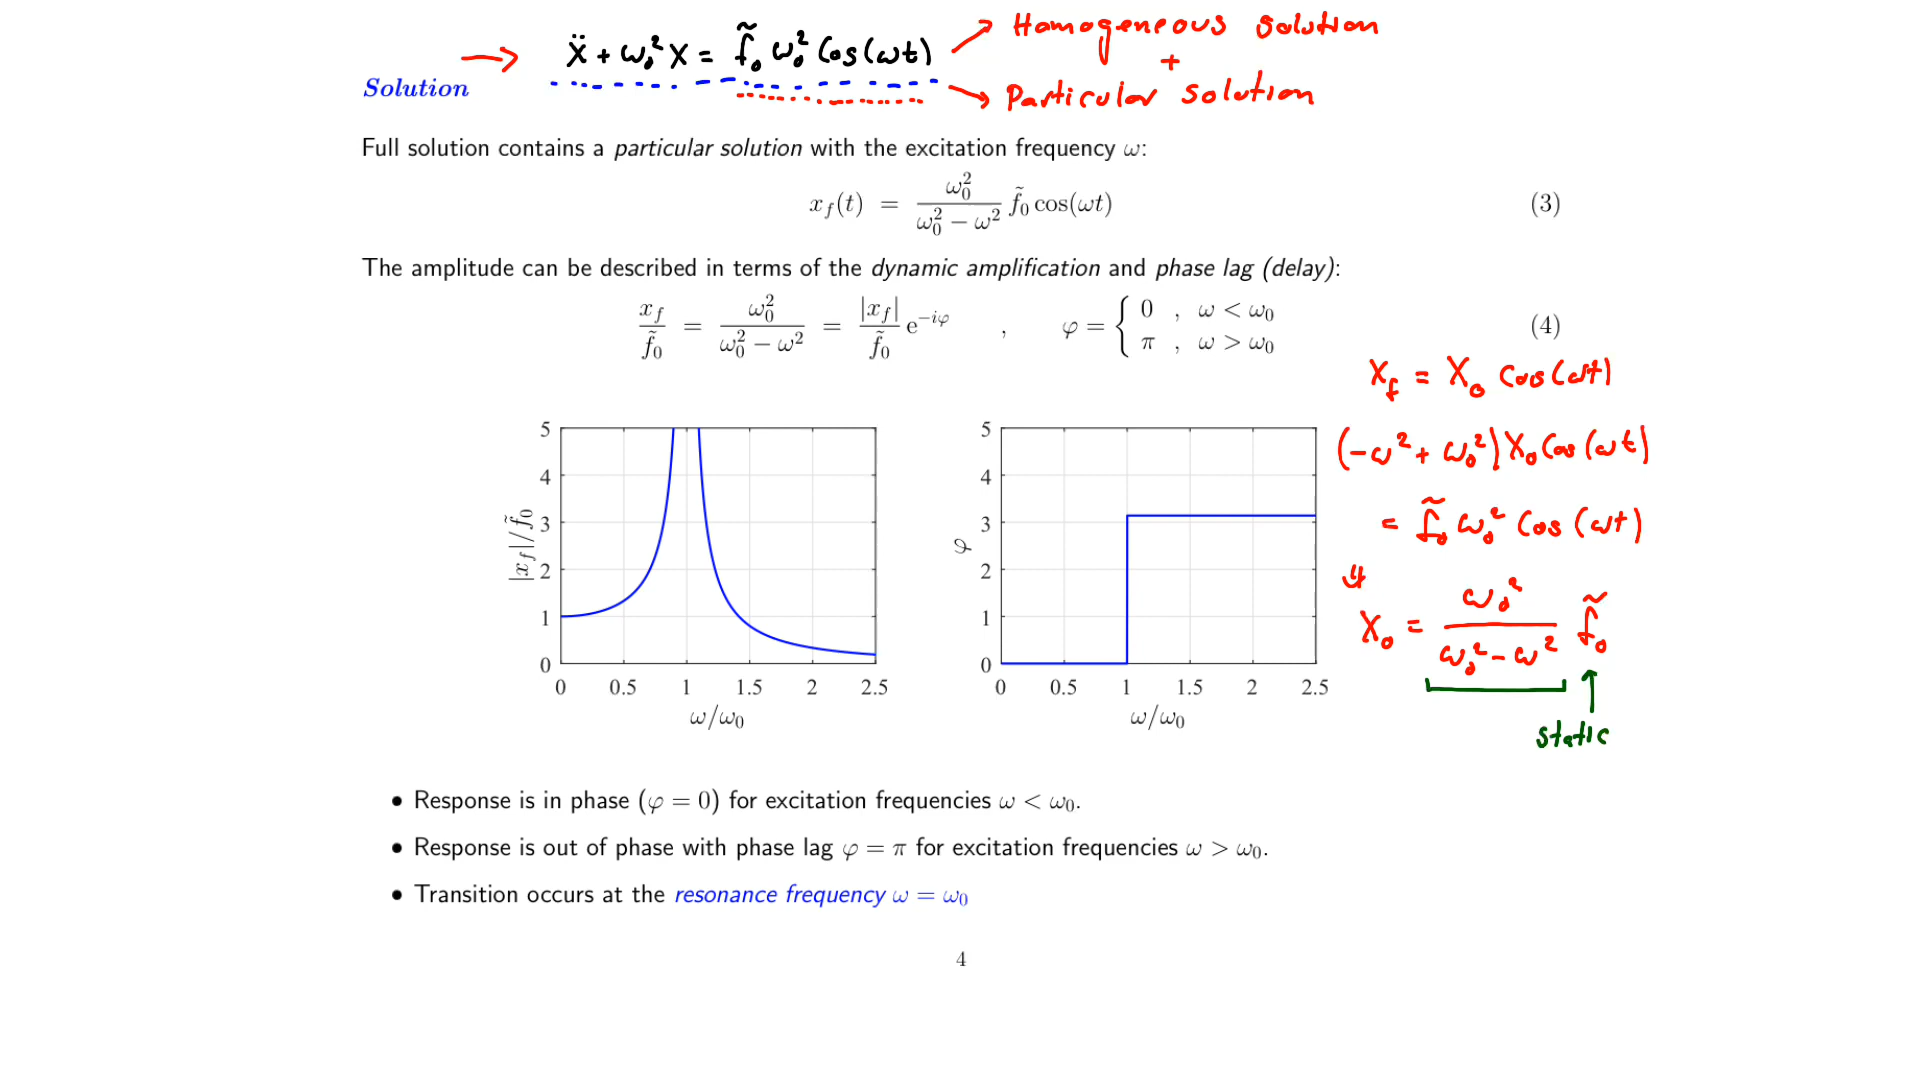 ẍ + ω₀² x = f̃₀ ω₀² cos(ωt)
Homogeneous solution
+
Particular solution
Solution
Full solution contains a particular solution with the excitation frequency ω:
x_f(t) = ω₀² / (ω₀² − ω²) f̃₀ cos(ωt) (3)
The amplitude can be described in terms of the dynamic amplification and phase lag (delay):
x_f / f̃₀ = ω₀² / (ω₀² − ω²) = |x_f| / f̃₀ e^{−iφ} , φ = { 0 , ω < ω₀
π , ω > ω₀ (4)
x_f = x₀ cos(ωt)
(−ω² + ω₀²) x₀ cos(ωt)
= f̃₀ ω₀² cos(ωt)
⇓
x₀ = ω₀² / (ω₀² − ω²) f̃₀
static
|x_f|/f̃₀
5
4
3
2
1
0
0 0.5 1 1.5 2 2.5
ω/ω₀
φ
5
4
3
2
1
0
0 0.5 1 1.5 2 2.5
ω/ω₀
• Response is in phase (φ = 0) for excitation frequencies ω < ω₀.
• Response is out of phase with phase lag φ = π for excitation frequencies ω > ω₀.
• Transition occurs at the resonance frequency ω = ω₀
4